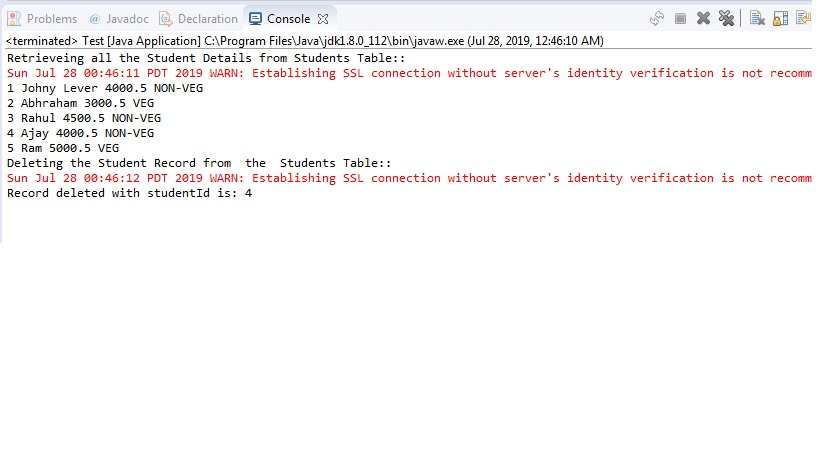 Problems @ Javadoc Declaration Console
<terminated> Test [Java Application] C:\Program Files\Java\jdk1.8.0_112\bin\javaw.exe (Jul 28, 2019, 12:46:10 AM)
Retrieveing all the Student Details from Students Table::
Sun Jul 28 00:46:11 PDT 2019 WARN: Establishing SSL connection without server's identity verification is not recomm
1 Johny Lever 4000.5 NON-VEG
2 Abhraham 3000.5 VEG
3 Rahul 4500.5 NON-VEG
4 Ajay 4000.5 NON-VEG
5 Ram 5000.5 VEG
Deleting the Student Record from  the  Students Table::
Sun Jul 28 00:46:12 PDT 2019 WARN: Establishing SSL connection without server's identity verification is not recomm
Record deleted with studentId is: 4